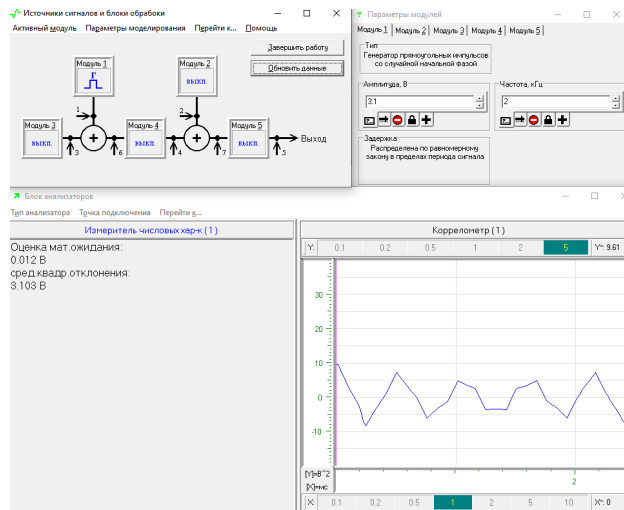 Источники сигналов и блоки обрабоки
Активный модуль Параметры моделирования Перейти к... Помощь
Завершить работу
Обновить данные
Модуль 1
Г
Модуль 2
выкл.
1
2
Модуль 3
выкл.
Модуль 4
выкл.
Модуль 5
выкл.
Выход
3
6
4
7
5
Параметры модулей
Модуль 1 Модуль 2 Модуль 3 Модуль 4 Модуль 5
Тип
Генератор прямоугольных импульсов
со случайной начальной фазой
Амплитуда, В
3.1
Частота, кГц
2
Задержка
Распределена по равномерному
закону в пределах периода сигнала
Блок анализаторов
Тип анализатора Точка подключения Перейти к...
Измеритель числовых хар-к ( 1 )
Оценка мат.ожидания:
0.012 В
сред.квадр.отклонения:
3.103 В
Коррелометр ( 1 )
Y: 0.1 0.2 0.5 1 2 5 Y*: 9.61
30
20
10
0
-10
[Y]=В^2
[X]=мс
2
X: 0.1 0.2 0.5 1 2 5 10 X*: 0